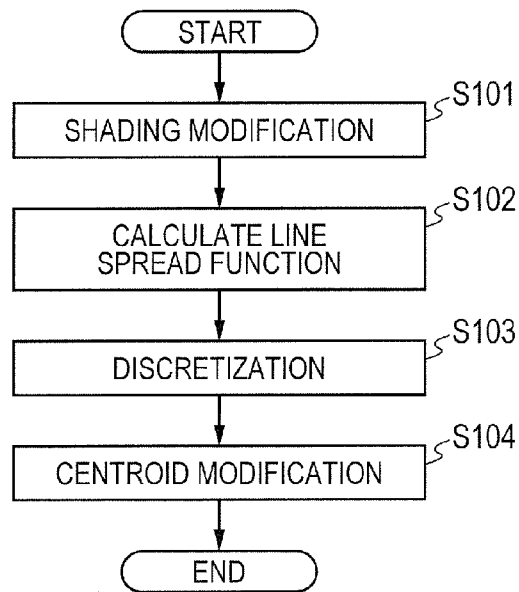 START
SHADING MODIFICATION
S101
CALCULATE LINE
SPREAD FUNCTION
S102
DISCRETIZATION
S103
CENTROID MODIFICATION
S104
END